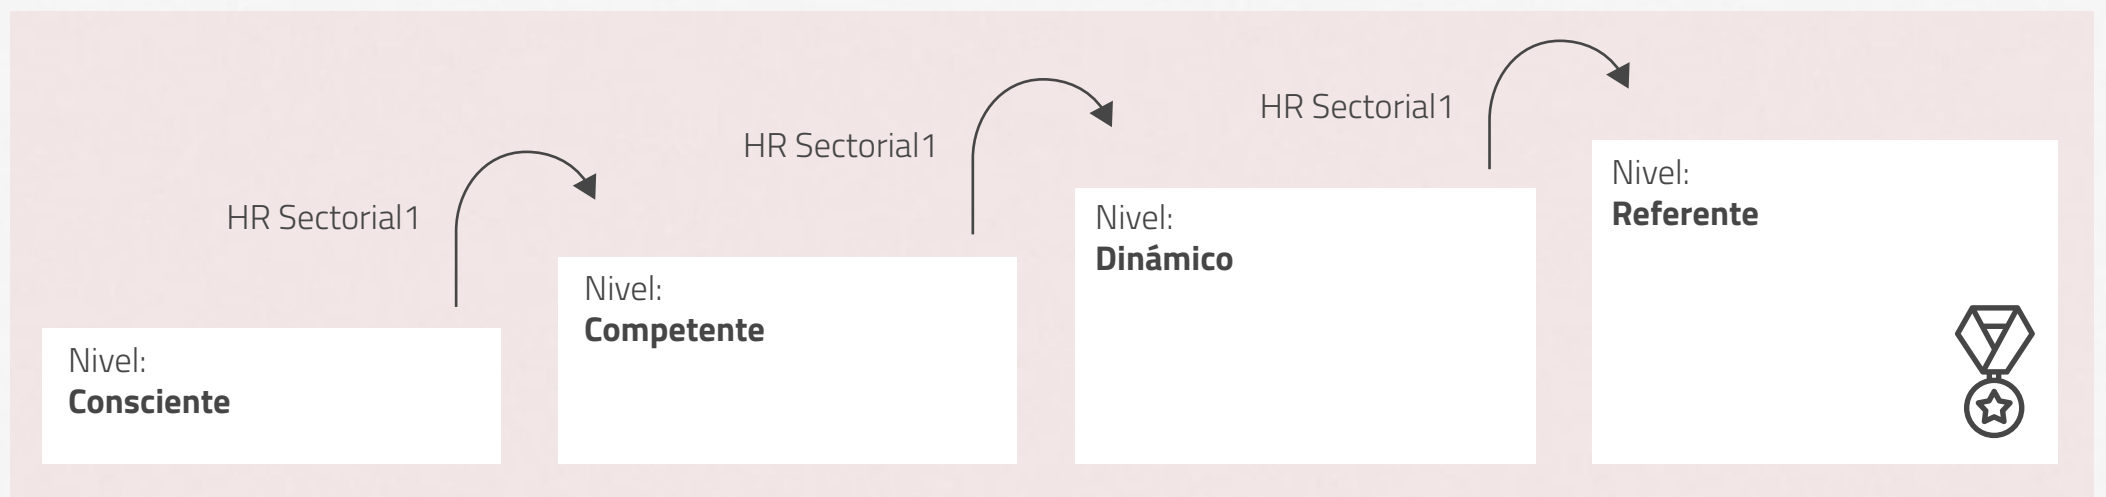 HR Sectorial1
HR Sectorial1
HR Sectorial1
Nivel:
Consciente
Nivel:
Competente
Nivel:
Dinámico
Nivel:
Referente